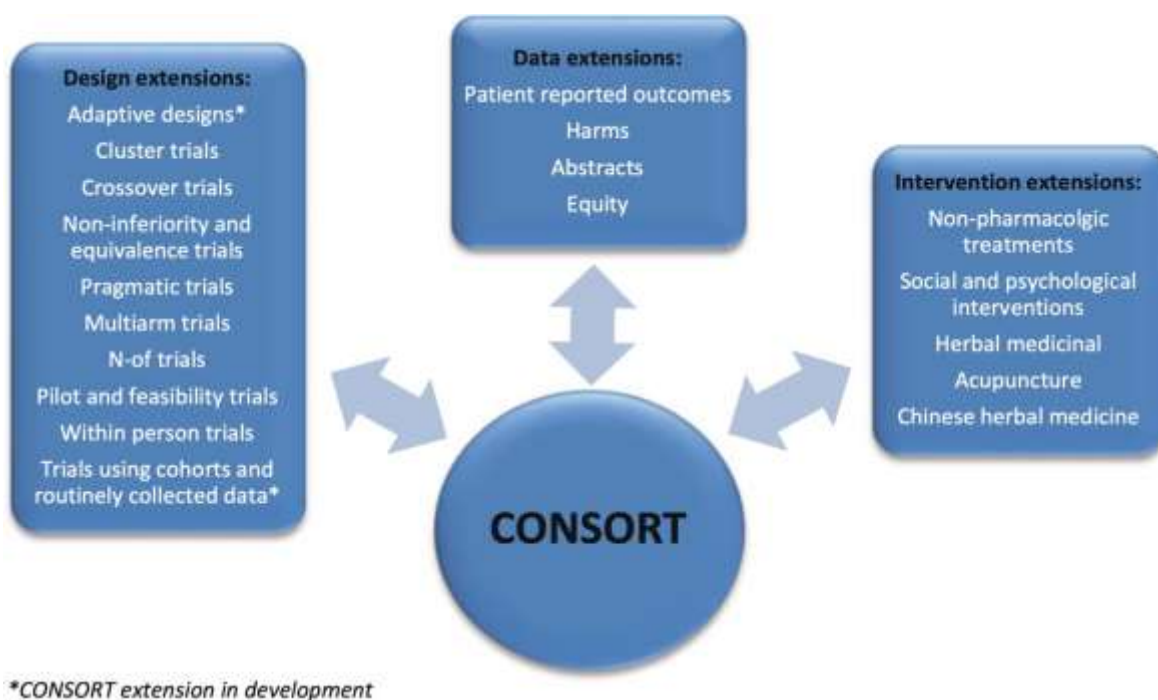 Design extensions:
Adaptive designs*
Cluster trials
Crossover trials
Non-inferiority and
equivalence trials
Pragmatic trials
Multiarm trials
N-of trials
Pilot and feasibility trials
Within person trials
Trials using cohorts and
routinely collected data*
Data extensions:
Patient reported outcomes
Harms
Abstracts
Equity
Intervention extensions:
Non-pharmacolgic
treatments
Social and psychological
interventions
Herbal medicinal
Acupuncture
Chinese herbal medicine
CONSORT
*CONSORT extension in development